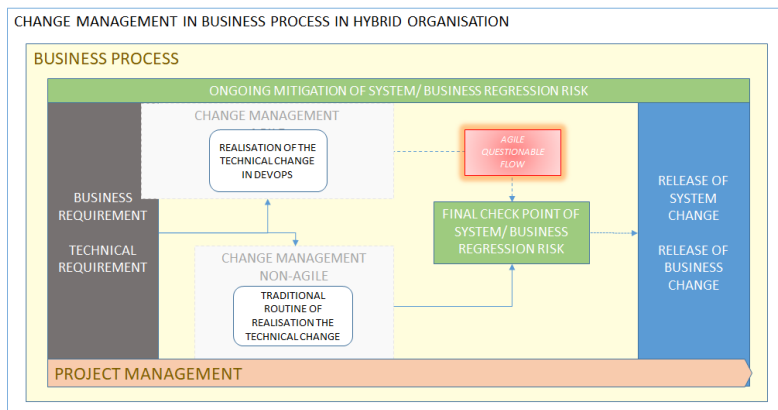 CHANGE MANAGEMENT IN BUSINESS PROCESS IN HYBRID ORGANISATION
BUSINESS PROCESS
ONGOING MITIGATION OF SYSTEM/ BUSINESS REGRESSION RISK
CHANGE MANAGEMENT
REALISATION OF THE
TECHNICAL CHANGE
IN DEVOPS
AGILE
QUESTIONABLE
FLOW
BUSINESS
REQUIREMENT
TECHNICAL
REQUIREMENT
FINAL CHECK POINT OF
SYSTEM/ BUSINESS
REGRESSION RISK
RELEASE OF
SYSTEM
CHANGE
RELEASE OF
BUSINESS
CHANGE
CHANGE MANAGEMENT
NON-AGILE
TRADITIONAL
ROUTINE OF
REALISATION THE
TECHNICAL CHANGE
PROJECT MANAGEMENT